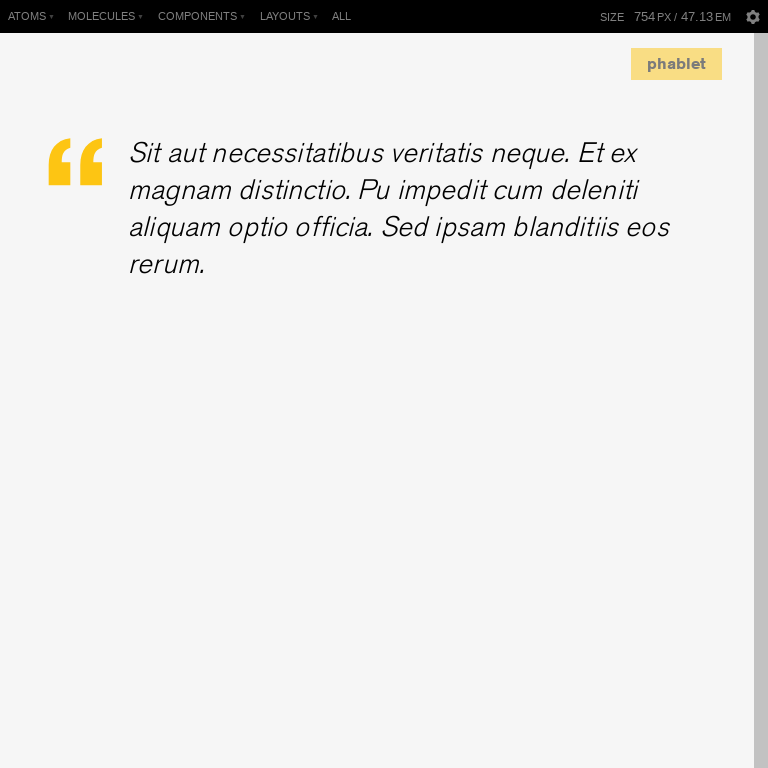 ATOMS ▾ MOLECULES ▾ COMPONENTS ▾ LAYOUTS ▾ ALL SIZE 754 PX / 47.13 EM
phablet
“
Sit aut necessitatibus veritatis neque. Et ex
magnam distinctio. Pu impedit cum deleniti
aliquam optio officia. Sed ipsam blanditiis eos
rerum.